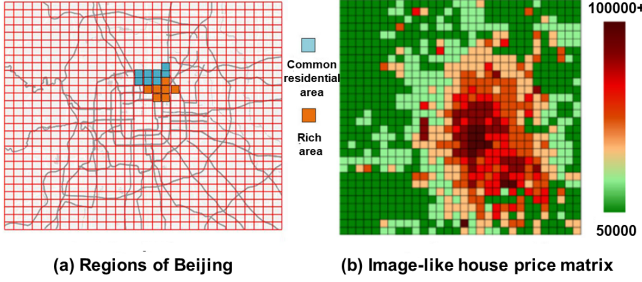 Common
residential
area
Rich
area
100000+
50000
(a) Regions of Beijing
(b) Image-like house price matrix